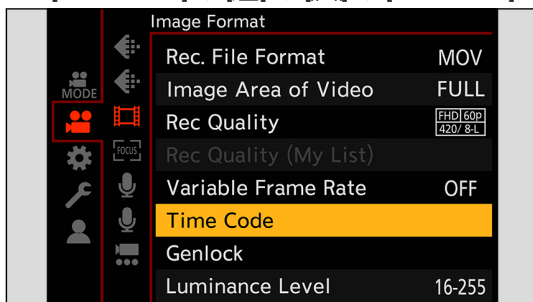 Image Format
MODE
FOCUS
Rec. File Format MOV
Image Area of Video FULL
Rec Quality FHD 60p
420/ 8-L
Rec Quality (My List)
Variable Frame Rate OFF
Time Code
Genlock
Luminance Level 16-255